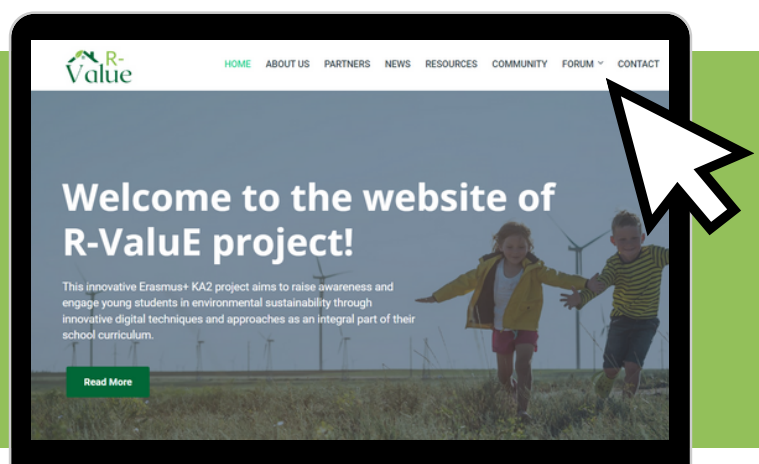 R-
Value
HOME ABOUT US PARTNERS NEWS RESOURCES COMMUNITY FORUM CONTACT
Welcome to the website of
R-ValuE project!
This innovative Erasmus+ KA2 project aims to raise awareness and
engage young students in environmental sustainability through
innovative digital techniques and approaches as an integral part of their
school curriculum.
Read More